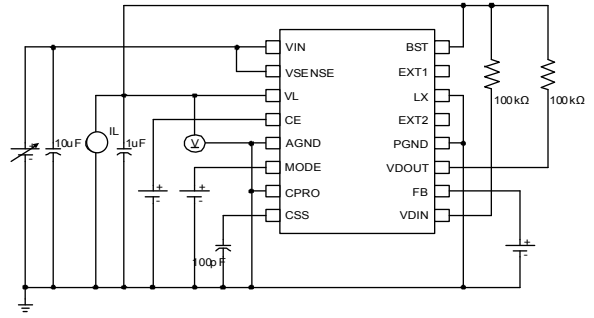 VIN
BST
VSENSE
EXT1
VL
LX
CE
EXT2
AGND
PGND
MODE
VDOUT
CPRO
FB
CSS
VDIN
100kΩ
100kΩ
10uF
IL
1uF
V
100pF
+
-
+
-
+
-
+
-